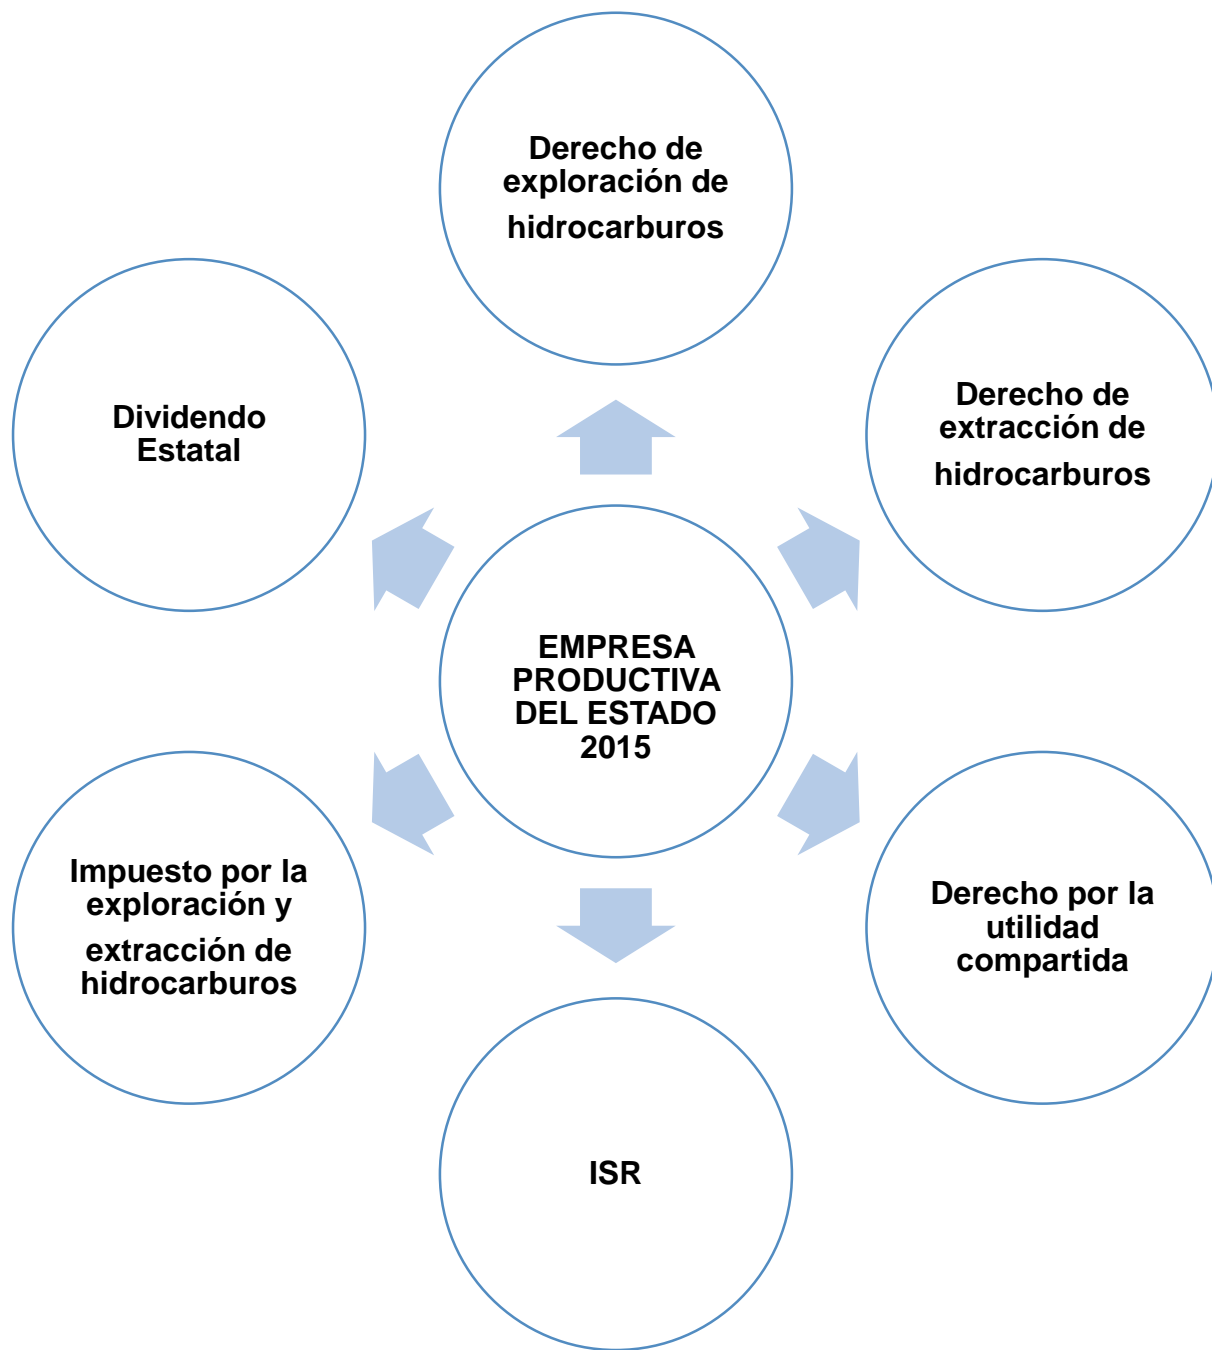 Derecho de
exploración de
hidrocarburos
Derecho de
extracción de
hidrocarburos
Dividendo
Estatal
EMPRESA
PRODUCTIVA
DEL ESTADO
2015
Impuesto por la
exploración y
extracción de
hidrocarburos
Derecho por la
utilidad
compartida
ISR